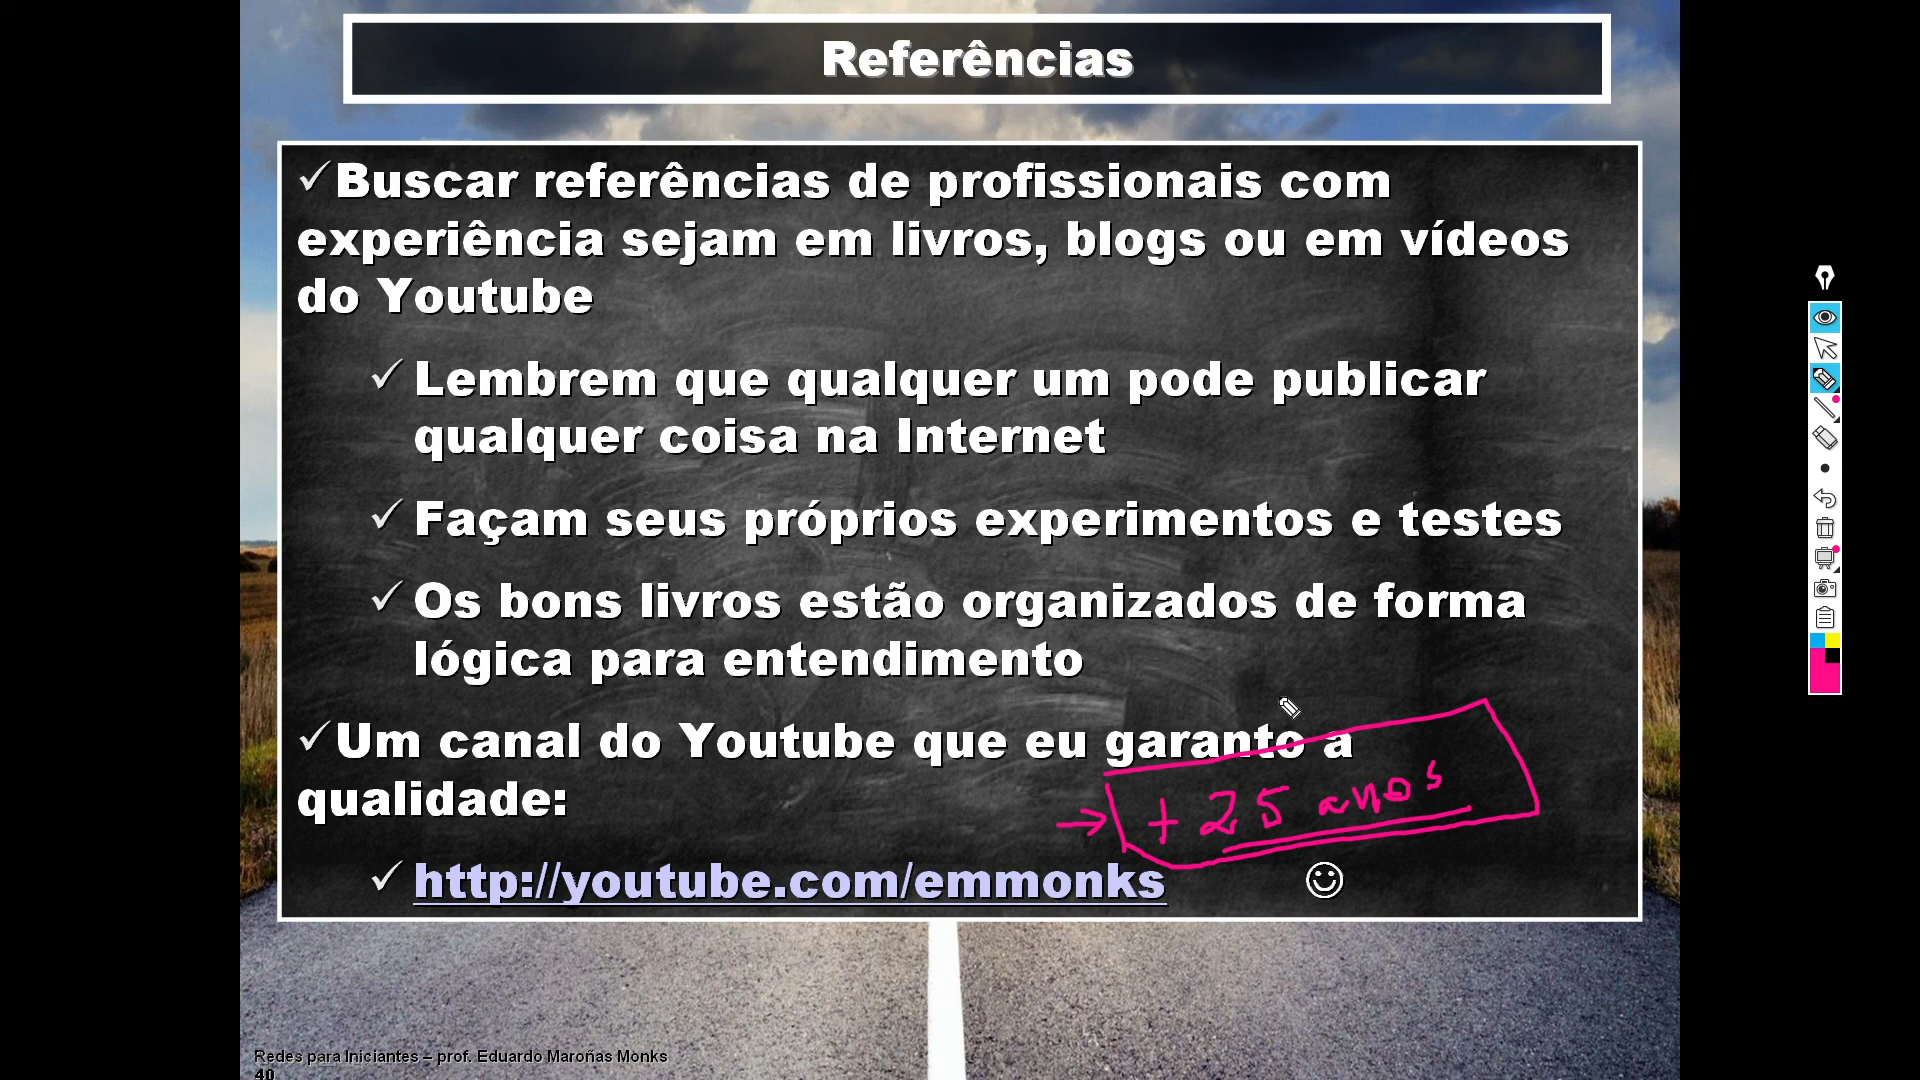 Referências
Buscar referências de profissionais com
experiência sejam em livros, blogs ou em vídeos
do Youtube
Lembrem que qualquer um pode publicar
qualquer coisa na Internet
Façam seus próprios experimentos e testes
Os bons livros estão organizados de forma
lógica para entendimento
Um canal do Youtube que eu garanto a
qualidade:
+ 25 anos
http://youtube.com/emmonks
Redes para Iniciantes – prof. Eduardo Maroñas Monks
40